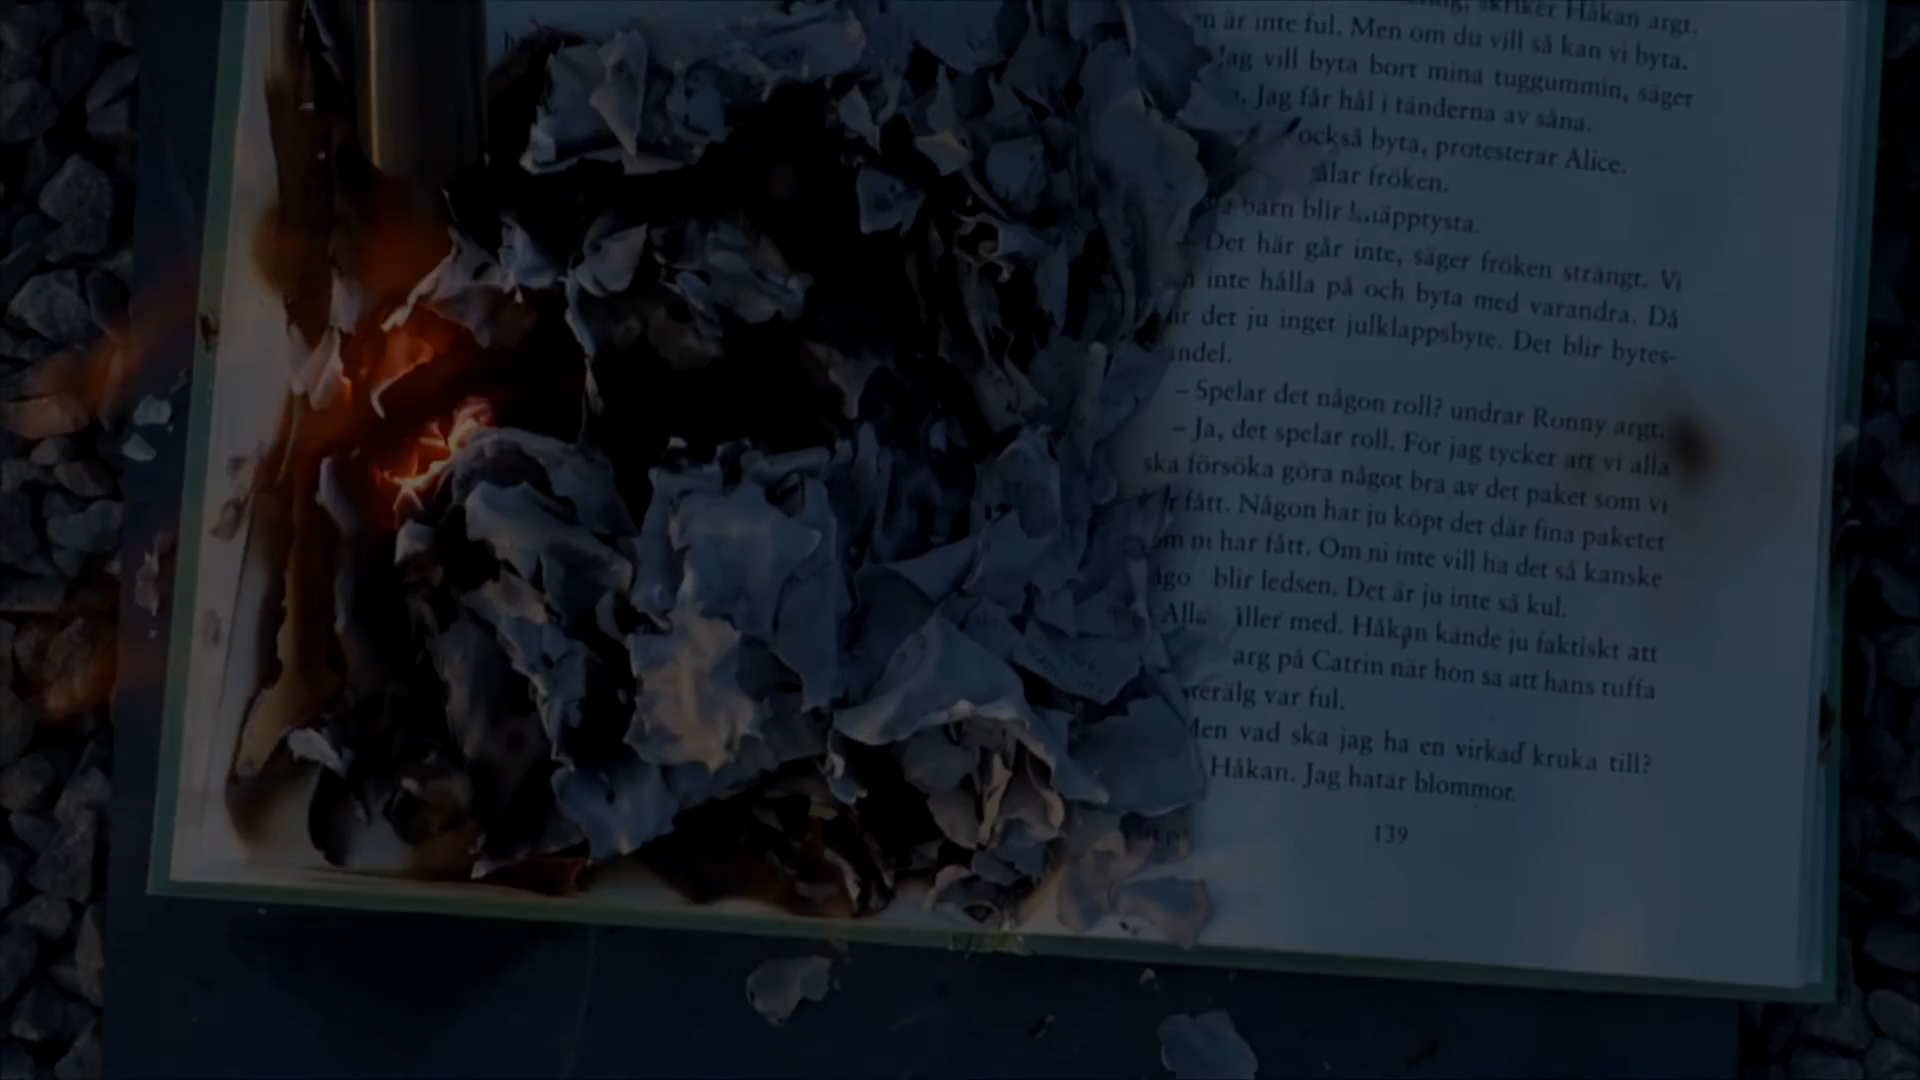 skriker Håkan argt.
är inte ful. Men om du vill så kan vi byta.
Jag vill byta bort mina tuggummin, säger
Jag får hål i tänderna av såna.
också byta, protesterar Alice.
fröken.
barn blir knäpptysta.
– Det här går inte, säger fröken strängt. Vi
inte hålla på och byta med varandra. Då
det ju inget julklappsbyte. Det blir bytes-
andel.
– Spelar det någon roll? undrar Ronny argt.
– Ja, det spelar roll. För jag tycker att vi alla
ska försöka göra något bra av det paket som vi
fått. Någon har ju köpt det där fina paketet
ni har fått. Om ni inte vill ha det så kanske
blir ledsen. Det är ju inte så kul.
med. Håkan kände ju faktiskt att
arg på Catrin när hon sa att hans tuffa
var ful.
Men vad ska jag ha en virkad kruka till?
Håkan. Jag hatar blommor.
139